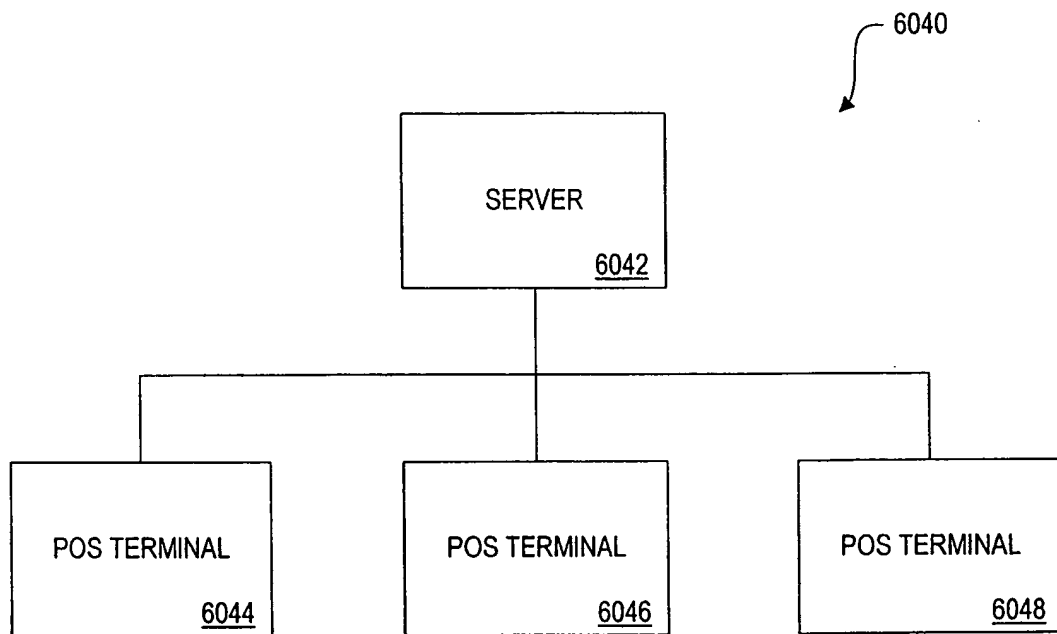 6040
SERVER
6042
POS TERMINAL
6044
POS TERMINAL
6046
POS TERMINAL
6048